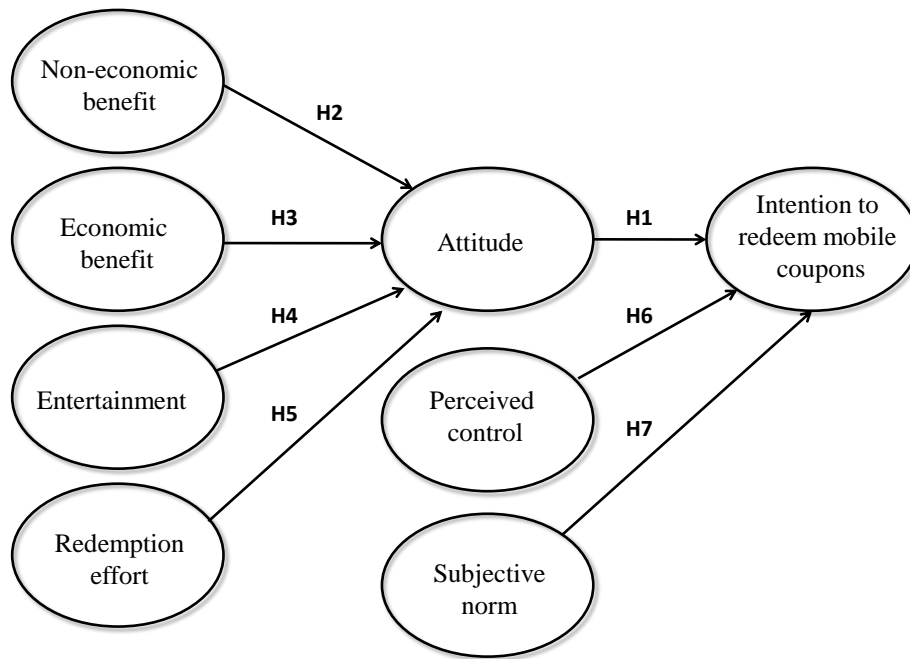 Non-economic
benefit
H2
Economic
benefit
H3
Attitude
H1
Intention to
redeem mobile
coupons
Entertainment
H4
H6
Perceived
control
H5
H7
Redemption
effort
Subjective
norm